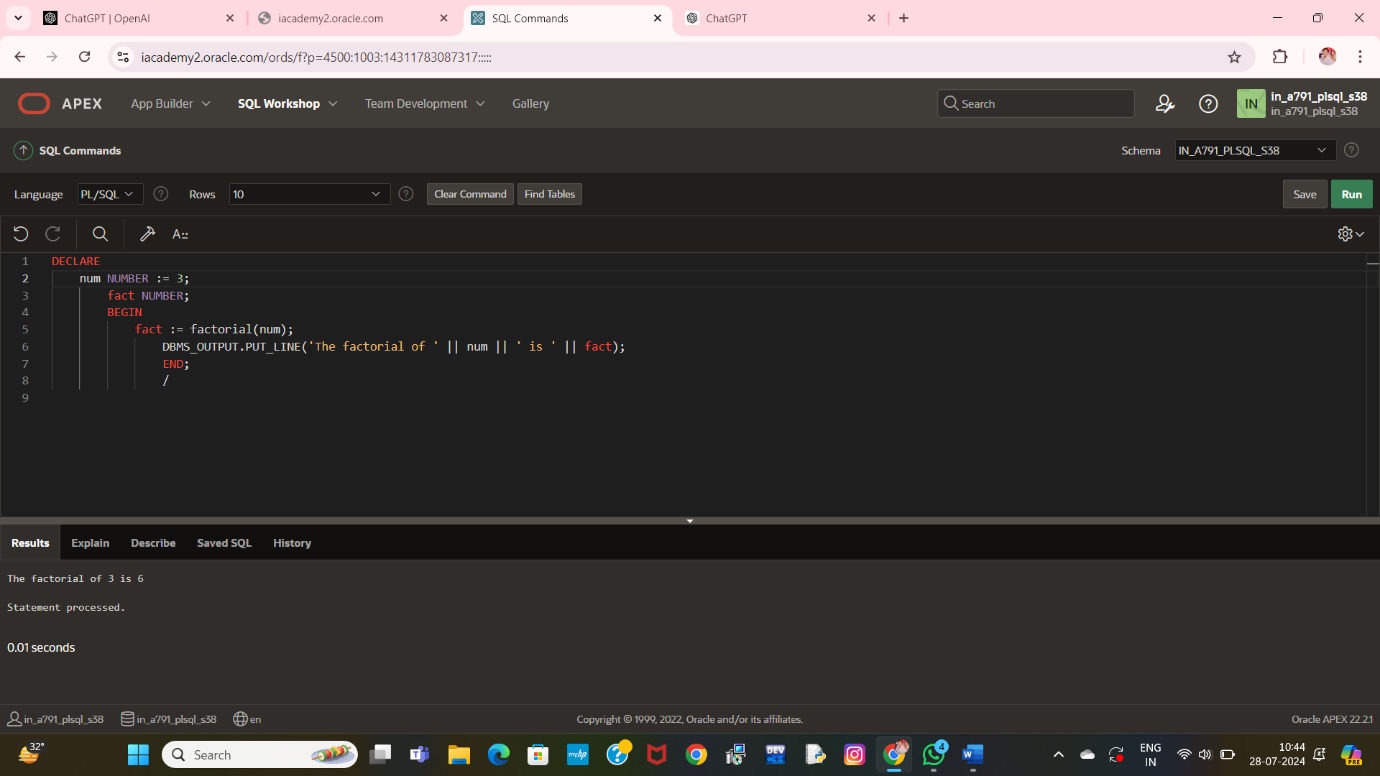 ChatGPT | OpenAI
iacademy2.oracle.com
SQL Commands
ChatGPT
iacademy2.oracle.com/ords/f?p=4500:1003:14311783087317:::::
APEX
App Builder
SQL Workshop
Team Development
Gallery
Search
IN
in_a791_plsql_s38
in_a791_plsql_s38
SQL Commands
Schema
IN_A791_PLSQL_S38
Language PL/SQL
Rows 10
Clear Command
Find Tables
Save
Run
A::
1 DECLARE
2 num NUMBER := 3;
3 fact NUMBER;
4 BEGIN
5 fact := factorial(num);
6 DBMS_OUTPUT.PUT_LINE('The factorial of ' || num || ' is ' || fact);
7 END;
8 /
9
Results
Explain
Describe
Saved SQL
History
The factorial of 3 is 6
Statement processed.
0.01 seconds
in_a791_plsql_s38
in_a791_plsql_s38
en
Copyright © 1999, 2022, Oracle and/or its affiliates.
Oracle APEX 22.2.1
32°
Search
myhp
DEV
4
W
ENG
IN
10:44
28-07-2024
PRE